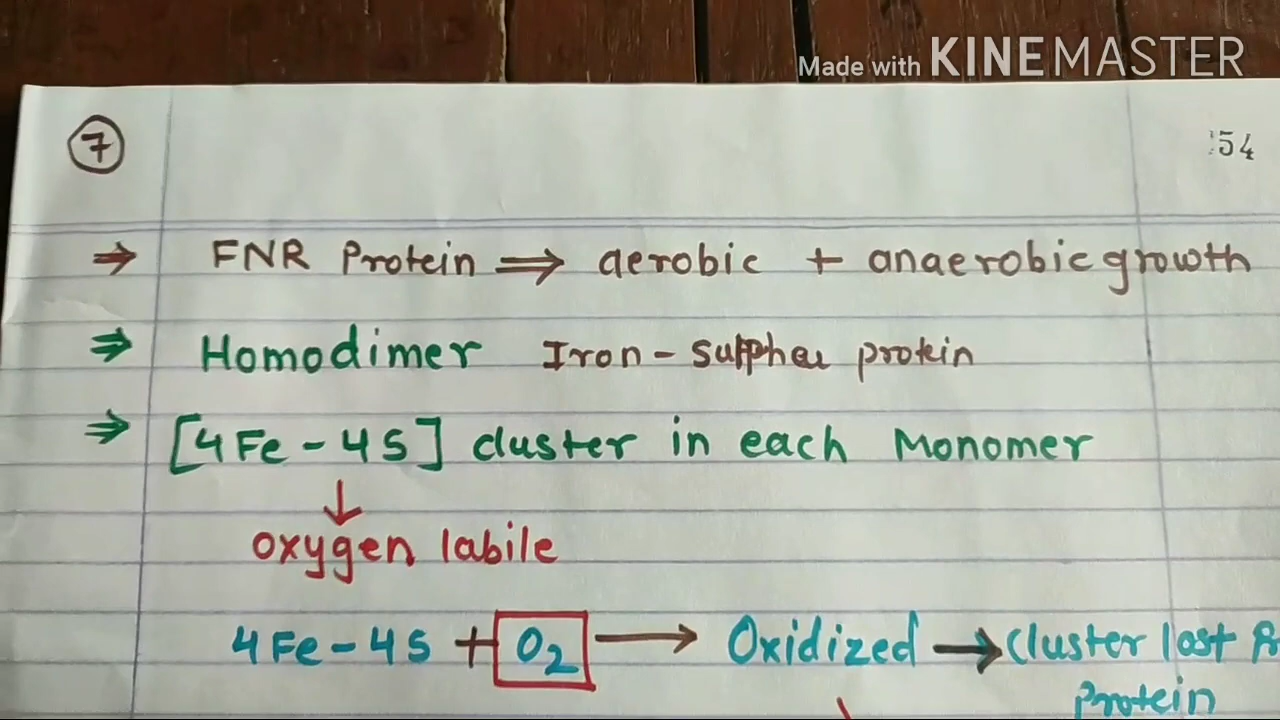 Made with KINEMASTER
7
54
⇒ FNR Protein ⇒ aerobic + anaerobic growth
⇒ Homodimer Iron - Sulphur protein
⇒ [4Fe - 4S] cluster in each Monomer
↓
oxygen labile
4Fe - 4S + O2 → Oxidized → Cluster lost
Protein